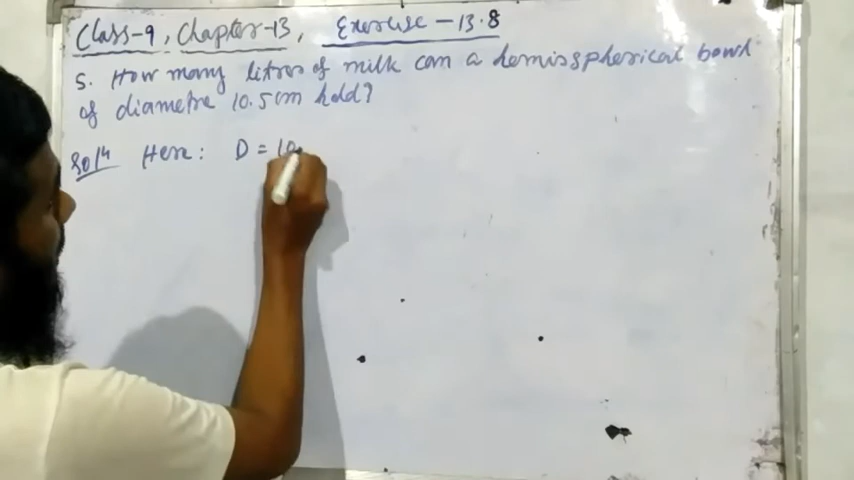 Class-9, Chapter-13, Exercise-13.8
5. How many litres of milk can a hemisspherical bowl
of diametre 10.5cm hold?
Soln Here: D = 10